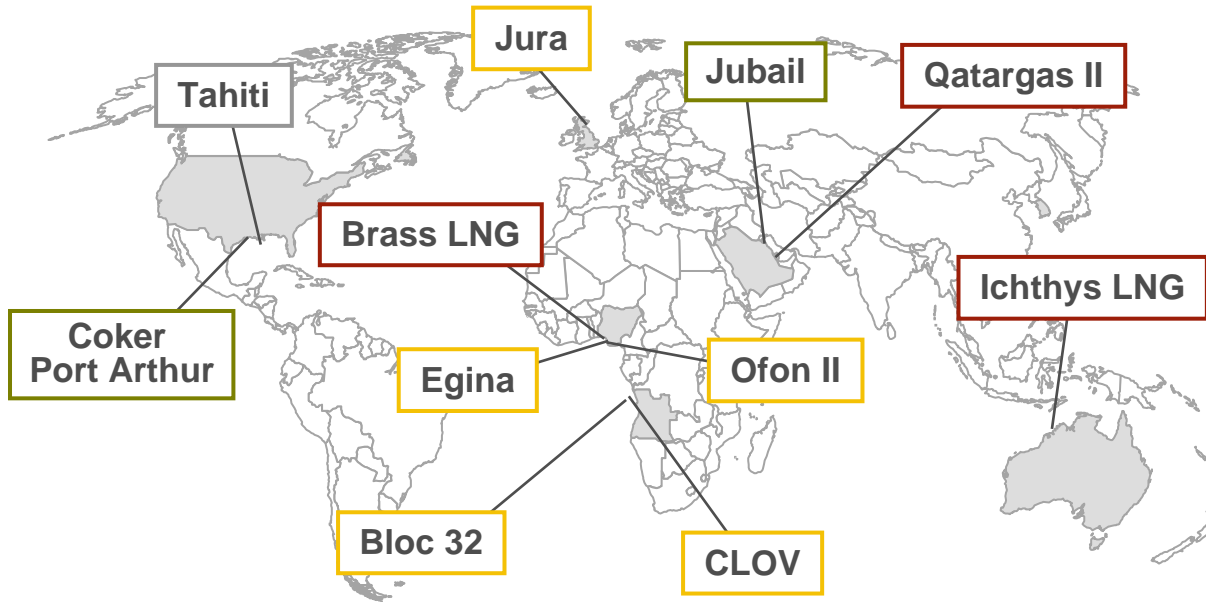 Jura
Jubail
Qatargas II
Tahiti
Brass LNG
Ichthys LNG
Coker
Port Arthur
Egina
Ofon II
Bloc 32
CLOV